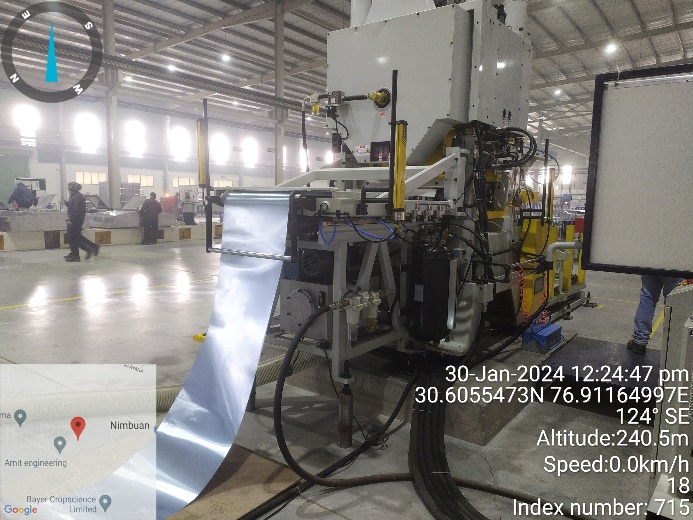 E
S
N
W
Nimbuan
ma
Amit engineering
Bayer Cropscience
Limited
Google
30-Jan-2024 12:24:47 pm
30.6055473N 76.91164997E
124° SE
Altitude:240.5m
Speed:0.0km/h
18
Index number: 715